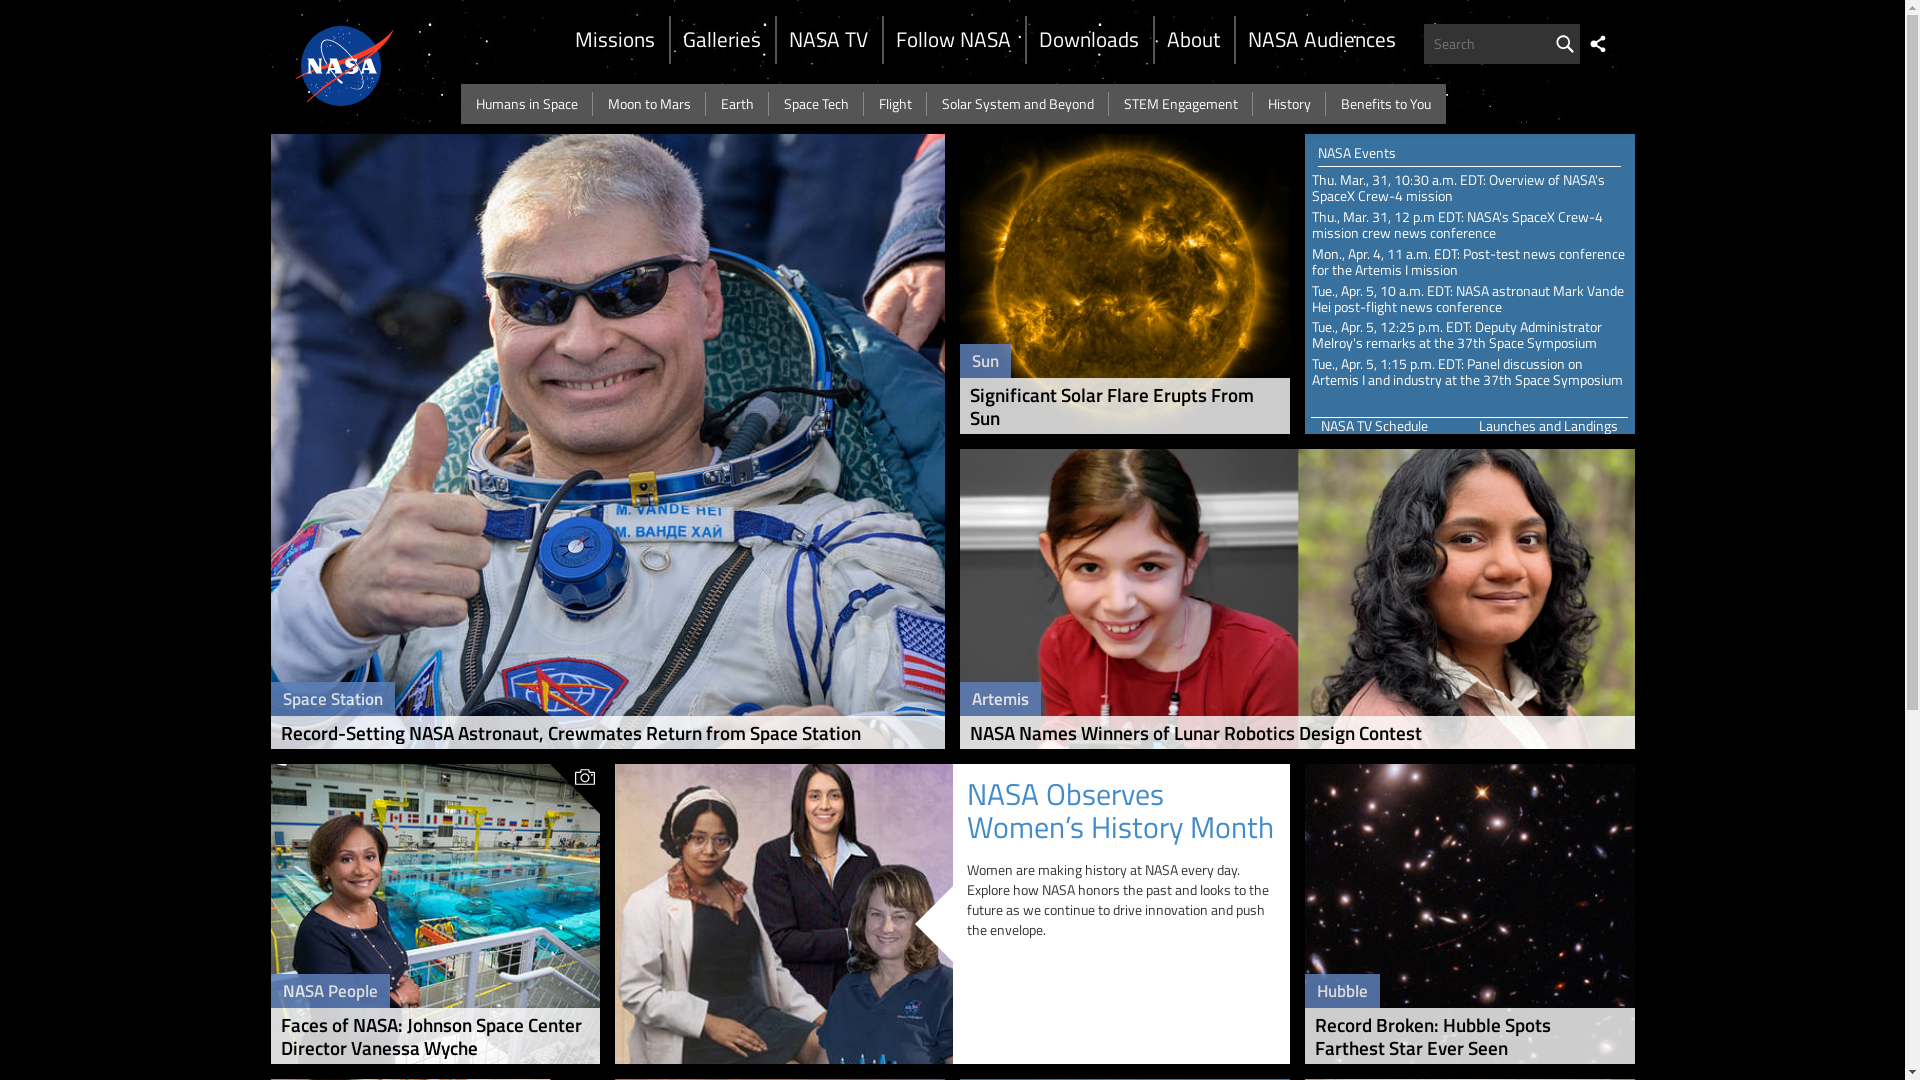 NASA
Missions
Galleries
NASA TV
Follow NASA
Downloads
About
NASA Audiences
Search
Humans in Space
Moon to Mars
Earth
Space Tech
Flight
Solar System and Beyond
STEM Engagement
History
Benefits to You
M. VANDE HEI
М. ВАНДЕ ХАЙ
Space Station
Record-Setting NASA Astronaut, Crewmates Return from Space Station
Sun
Significant Solar Flare Erupts From
Sun
NASA Events
Thu. Mar., 31, 10:30 a.m. EDT: Overview of NASA's
SpaceX Crew-4 mission
Thu., Mar. 31, 12 p.m EDT: NASA's SpaceX Crew-4
mission crew news conference
Mon., Apr. 4, 11 a.m. EDT: Post-test news conference
for the Artemis I mission
Tue., Apr. 5, 10 a.m. EDT: NASA astronaut Mark Vande
Hei post-flight news conference
Tue., Apr. 5, 12:25 p.m. EDT: Deputy Administrator
Melroy's remarks at the 37th Space Symposium
Tue., Apr. 5, 1:15 p.m. EDT: Panel discussion on
Artemis I and industry at the 37th Space Symposium
NASA TV Schedule
Launches and Landings
Artemis
NASA Names Winners of Lunar Robotics Design Contest
NASA People
Faces of NASA: Johnson Space Center
Director Vanessa Wyche
NASA Observes
Women’s History Month
Women are making history at NASA every day.
Explore how NASA honors the past and looks to the
future as we continue to drive innovation and push
the envelope.
Hubble
Record Broken: Hubble Spots
Farthest Star Ever Seen